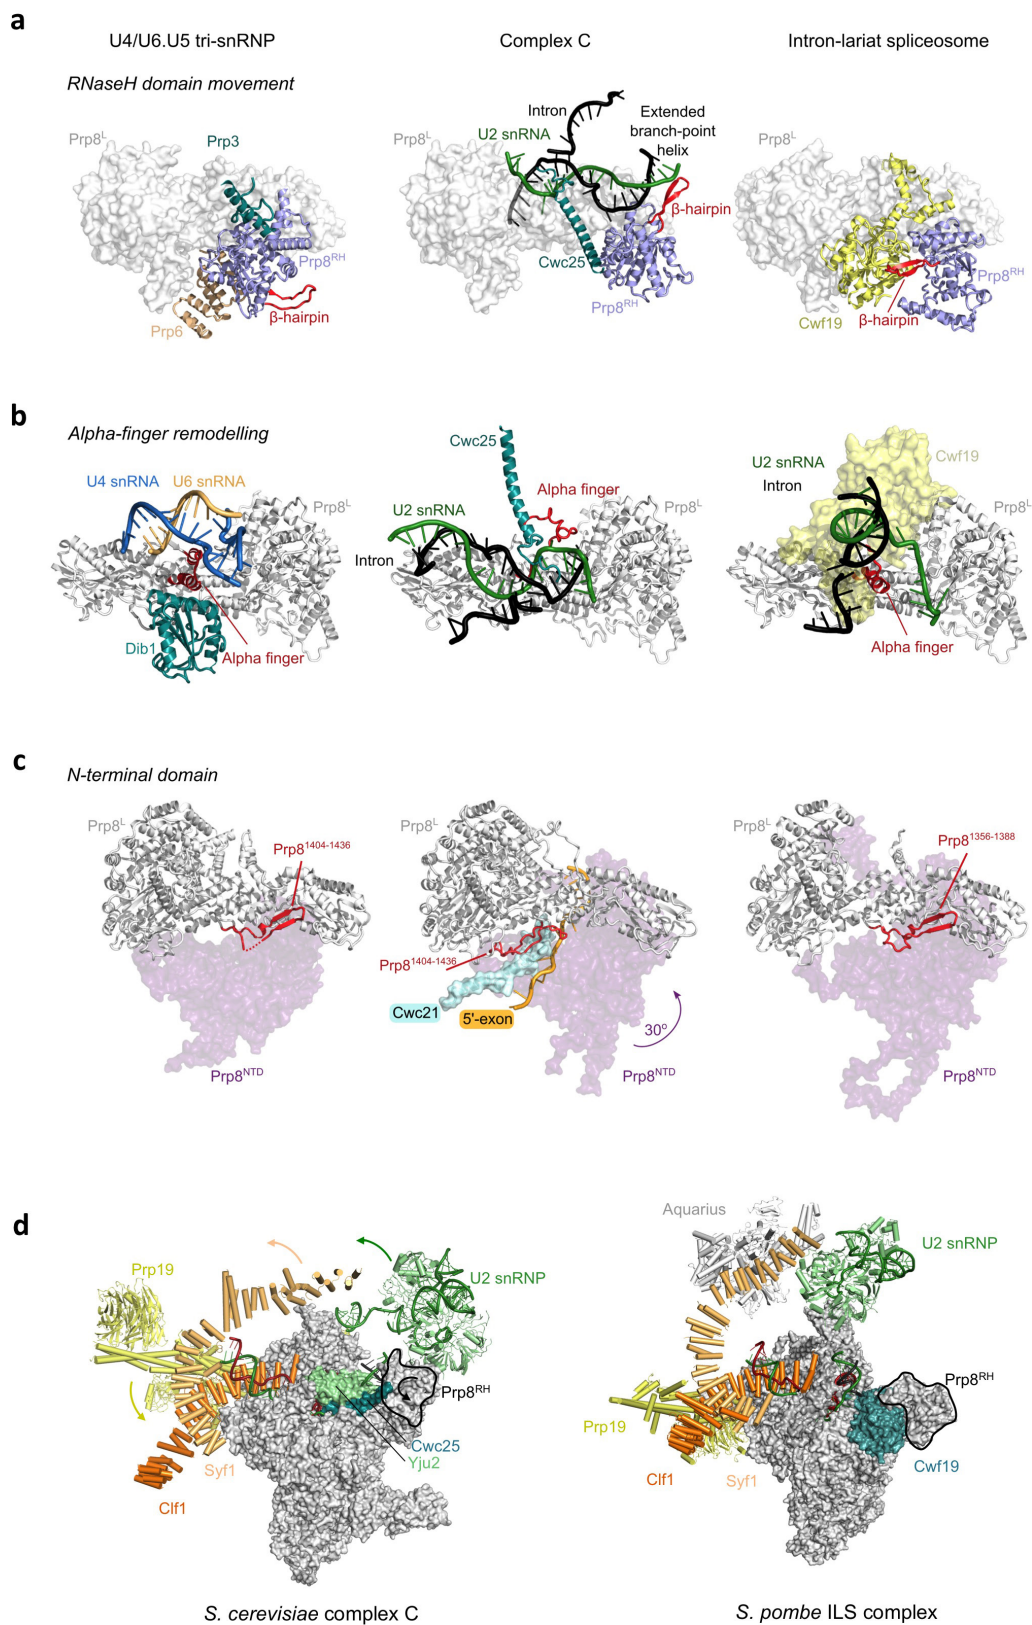 a
U4/U6.U5 tri-snRNP
Complex C
Intron-lariat spliceosome
RNaseH domain movement
Prp8ᴸ
Prp3
Prp8ᴿᴴ
β-hairpin
Prp6
Prp8ᴸ
Intron
U2 snRNA
Extended
branch-point
helix
β-hairpin
Cwc25
Prp8ᴿᴴ
Prp8ᴸ
Prp8ᴿᴴ
Cwf19
β-hairpin
b
Alpha-finger remodelling
U4 snRNA
U6 snRNA
Prp8ᴸ
Dib1
Alpha finger
Cwc25
Alpha finger
U2 snRNA
Intron
U2 snRNA
Intron
Cwf19
Prp8ᴸ
Alpha finger
c
N-terminal domain
Prp8ᴸ
Prp8¹⁴⁰⁴⁻¹⁴³⁶
Prp8ᴺᵀᴰ
Prp8ᴸ
Prp8¹⁴⁰⁴⁻¹⁴³⁶
Cwc21
5'-exon
30º
Prp8ᴺᵀᴰ
Prp8ᴸ
Prp8¹³⁵⁶⁻¹³⁸⁸
Prp8ᴺᵀᴰ
d
Prp19
U2 snRNP
Prp8ᴿᴴ
Cwc25
Yju2
Syf1
Clf1
S. cerevisiae complex C
Aquarius
U2 snRNP
Prp8ᴿᴴ
Prp19
Cwf19
Clf1
Syf1
S. pombe ILS complex